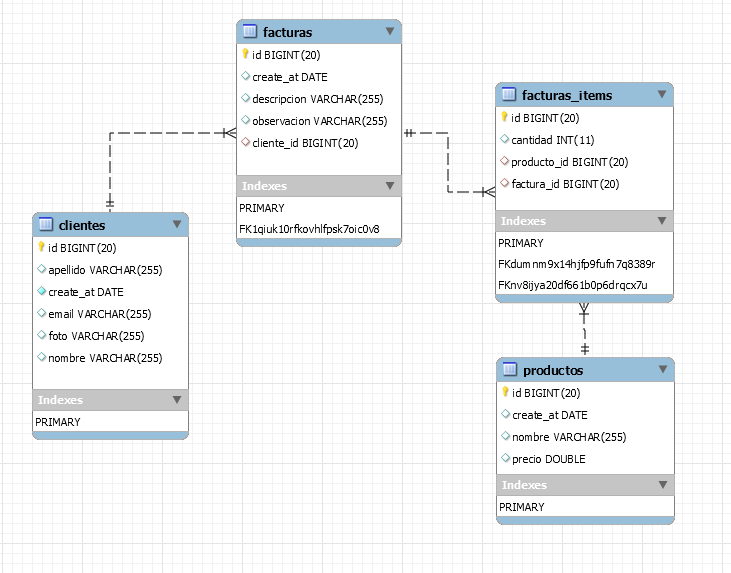 facturas
id BIGINT(20)
create_at DATE
descripcion VARCHAR(255)
observacion VARCHAR(255)
cliente_id BIGINT(20)
Indexes
PRIMARY
FK1qiuk10rfkovhlfpsk7oic0v8
facturas_items
id BIGINT(20)
cantidad INT(11)
producto_id BIGINT(20)
factura_id BIGINT(20)
Indexes
PRIMARY
FKdumnm9x14hjfp9fufn7q8389r
FKnv8ijya20df661b0p6drqcx7u
clientes
id BIGINT(20)
apellido VARCHAR(255)
create_at DATE
email VARCHAR(255)
foto VARCHAR(255)
nombre VARCHAR(255)
Indexes
PRIMARY
productos
id BIGINT(20)
create_at DATE
nombre VARCHAR(255)
precio DOUBLE
Indexes
PRIMARY